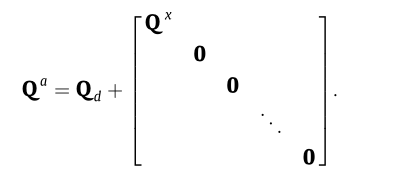 Q^x
0
0
Q^a = Q_d +
⋱
0
.